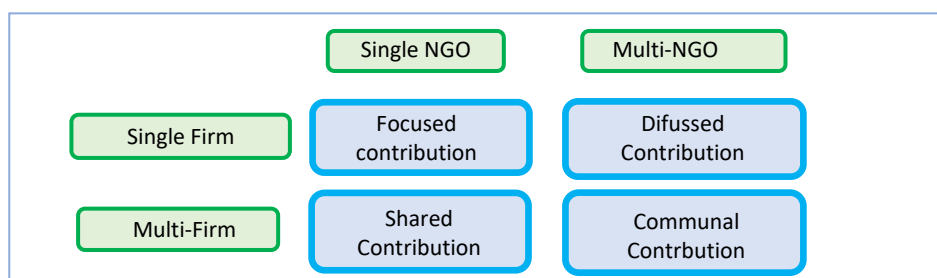 Single NGO
Multi-NGO
Single Firm
Focused
contribution
Difussed
Contribution
Multi-Firm
Shared
Contribution
Communal
Contrbution